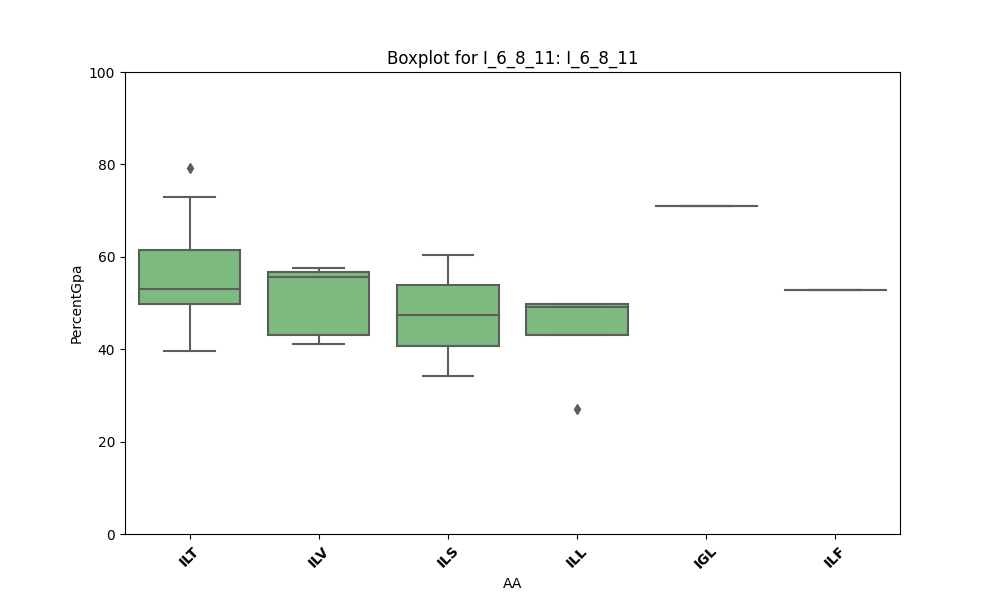 Boxplot for I_6_8_11: I_6_8_11
100
80
60
40
20
0
PercentGpa
ILT
ILV
ILS
ILL
IGL
ILF
AA